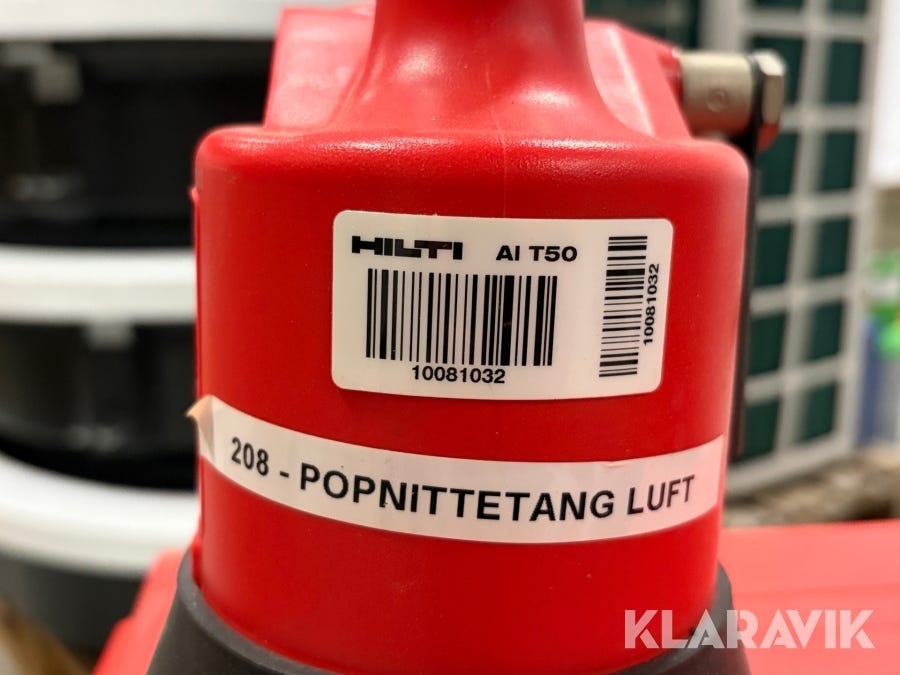 HILTI AI T50
10081032
10081032
208 - POPNITTETANG LUFT
KLARAVIK